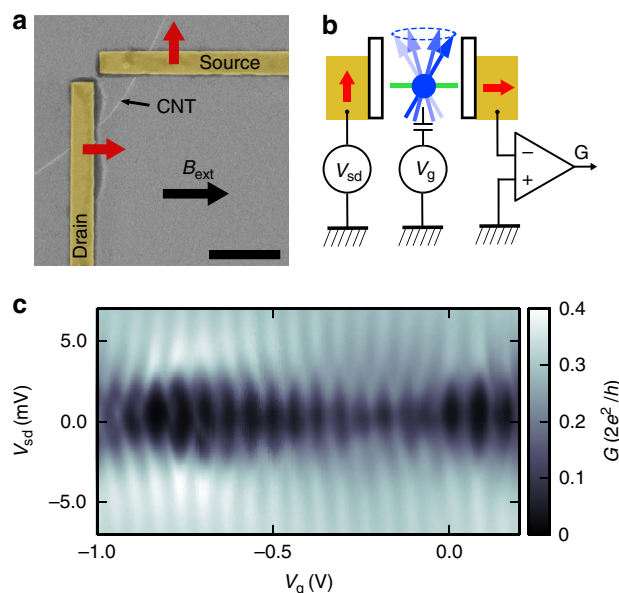 a
Source
CNT
B_ext
Drain
b
V_sd
V_g
G
−
+
c
5.0
0.0
−5.0
V_sd (mV)
−1.0
−0.5
0.0
V_g (V)
0.4
0.3
0.2
0.1
0
G (2e²/h)